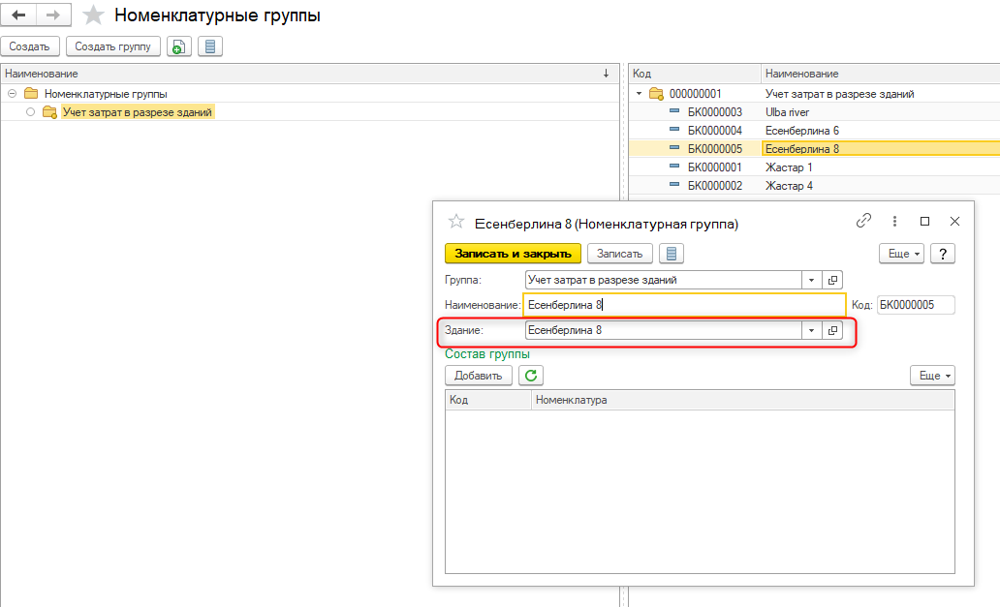 Номенклатурные группы
Создать Создать группу
Наименование ↓
Номенклатурные группы
Учет затрат в разрезе зданий
Код Наименование
000000001 Учет затрат в разрезе зданий
БК0000003 Ulba river
БК0000004 Есенберлина 6
БК0000005 Есенберлина 8
БК0000001 Жастар 1
БК0000002 Жастар 4
Есенберлина 8 (Номенклатурная группа)
Записать и закрыть Записать Еще ?
Группа: Учет затрат в разрезе зданий
Наименование: Есенберлина 8 Код: БК0000005
Здание: Есенберлина 8
Состав группы
Добавить Еще
Код Номенклатура